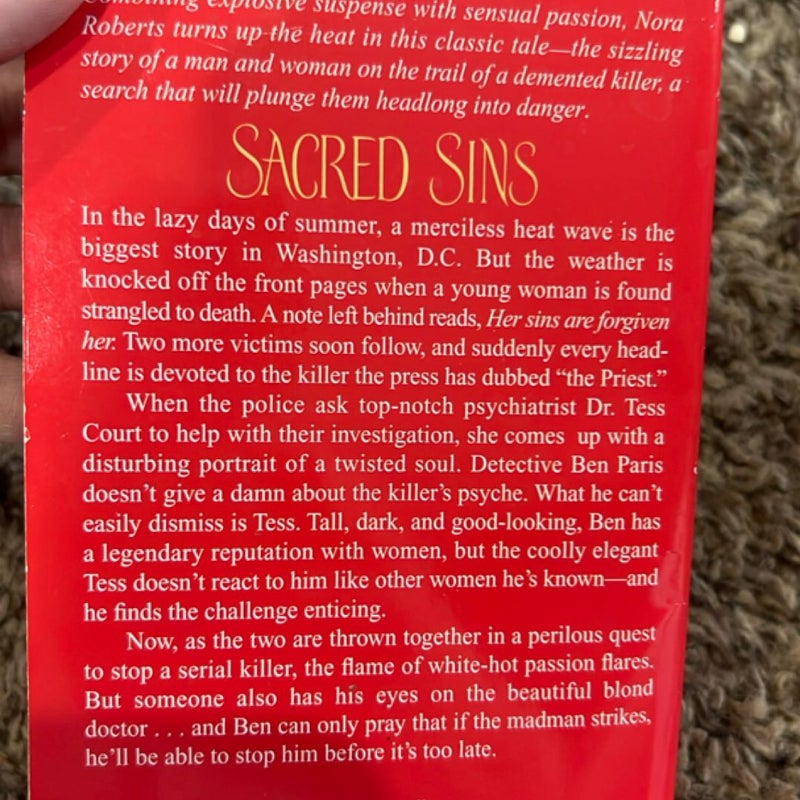 Combining explosive suspense with sensual passion, Nora
Roberts turns up the heat in this classic tale—the sizzling
story of a man and woman on the trail of a demented killer, a
search that will plunge them headlong into danger.
SACRED SINS
In the lazy days of summer, a merciless heat wave is the
biggest story in Washington, D.C. But the weather is
knocked off the front pages when a young woman is found
strangled to death. A note left behind reads, Her sins are forgiven
her. Two more victims soon follow, and suddenly every head-
line is devoted to the killer the press has dubbed “the Priest.”
When the police ask top-notch psychiatrist Dr. Tess
Court to help with their investigation, she comes up with a
disturbing portrait of a twisted soul. Detective Ben Paris
doesn’t give a damn about the killer’s psyche. What he can’t
easily dismiss is Tess. Tall, dark, and good-looking, Ben has
a legendary reputation with women, but the coolly elegant
Tess doesn’t react to him like other women he’s known—and
he finds the challenge enticing.
Now, as the two are thrown together in a perilous quest
to stop a serial killer, the flame of white-hot passion flares.
But someone also has his eyes on the beautiful blond
doctor . . . and Ben can only pray that if the madman strikes,
he’ll be able to stop him before it’s too late.